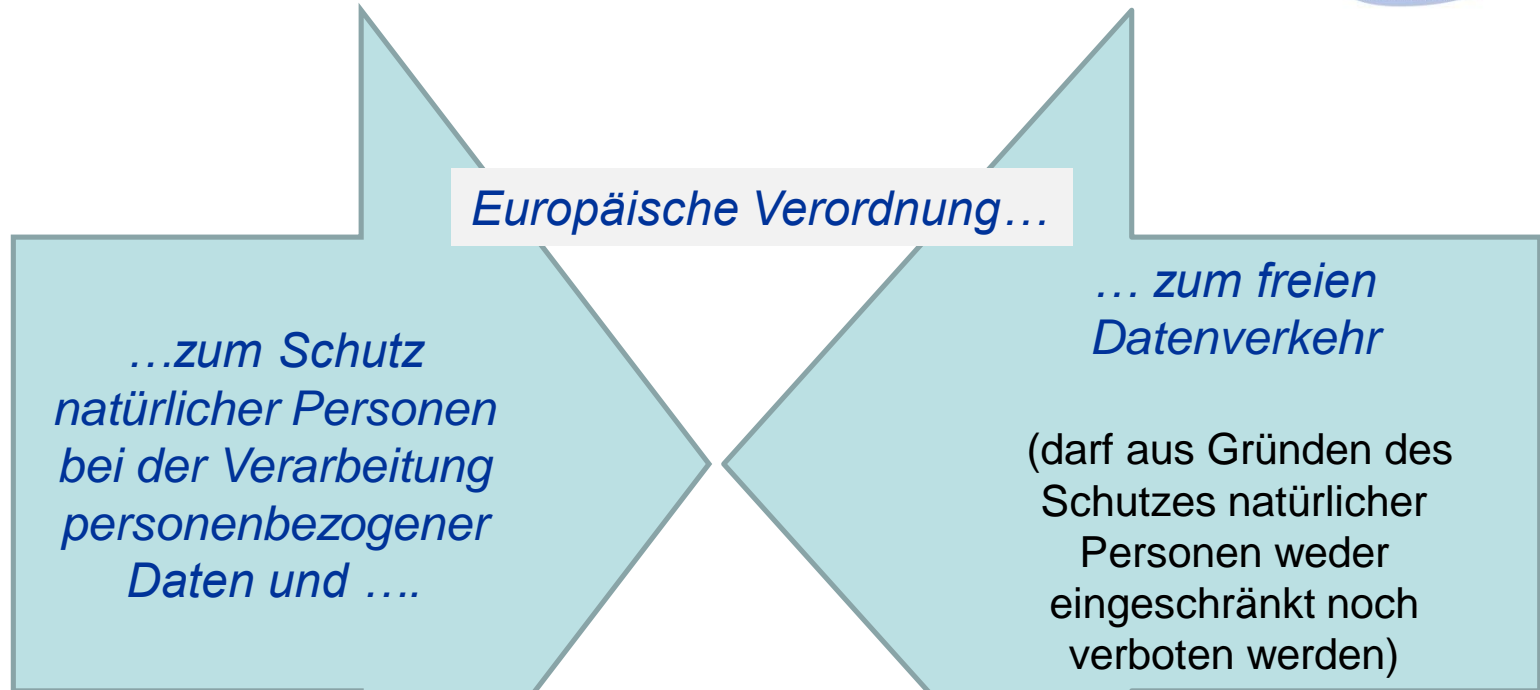 Europäische Verordnung…
…zum Schutz
natürlicher Personen
bei der Verarbeitung
personenbezogener
Daten und ….
… zum freien
Datenverkehr
(darf aus Gründen des
Schutzes natürlicher
Personen weder
eingeschränkt noch
verboten werden)